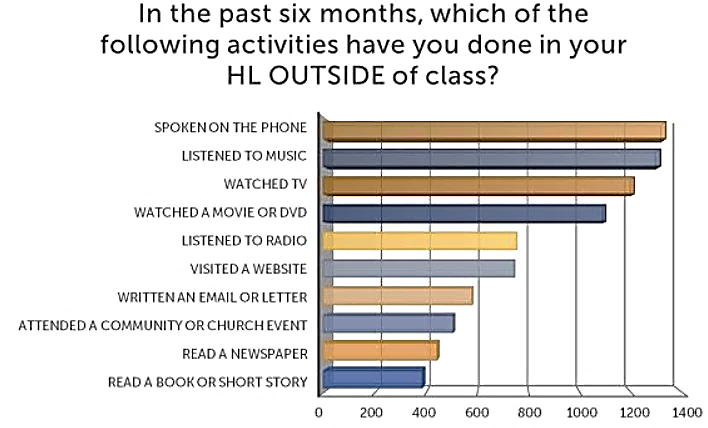 In the past six months, which of the
following activities have you done in your
HL OUTSIDE of class?
SPOKEN ON THE PHONE
LISTENED TO MUSIC
WATCHED TV
WATCHED A MOVIE OR DVD
LISTENED TO RADIO
VISITED A WEBSITE
WRITTEN AN EMAIL OR LETTER
ATTENDED A COMMUNITY OR CHURCH EVENT
READ A NEWSPAPER
READ A BOOK OR SHORT STORY
0 200 400 600 800 1000 1200 1400